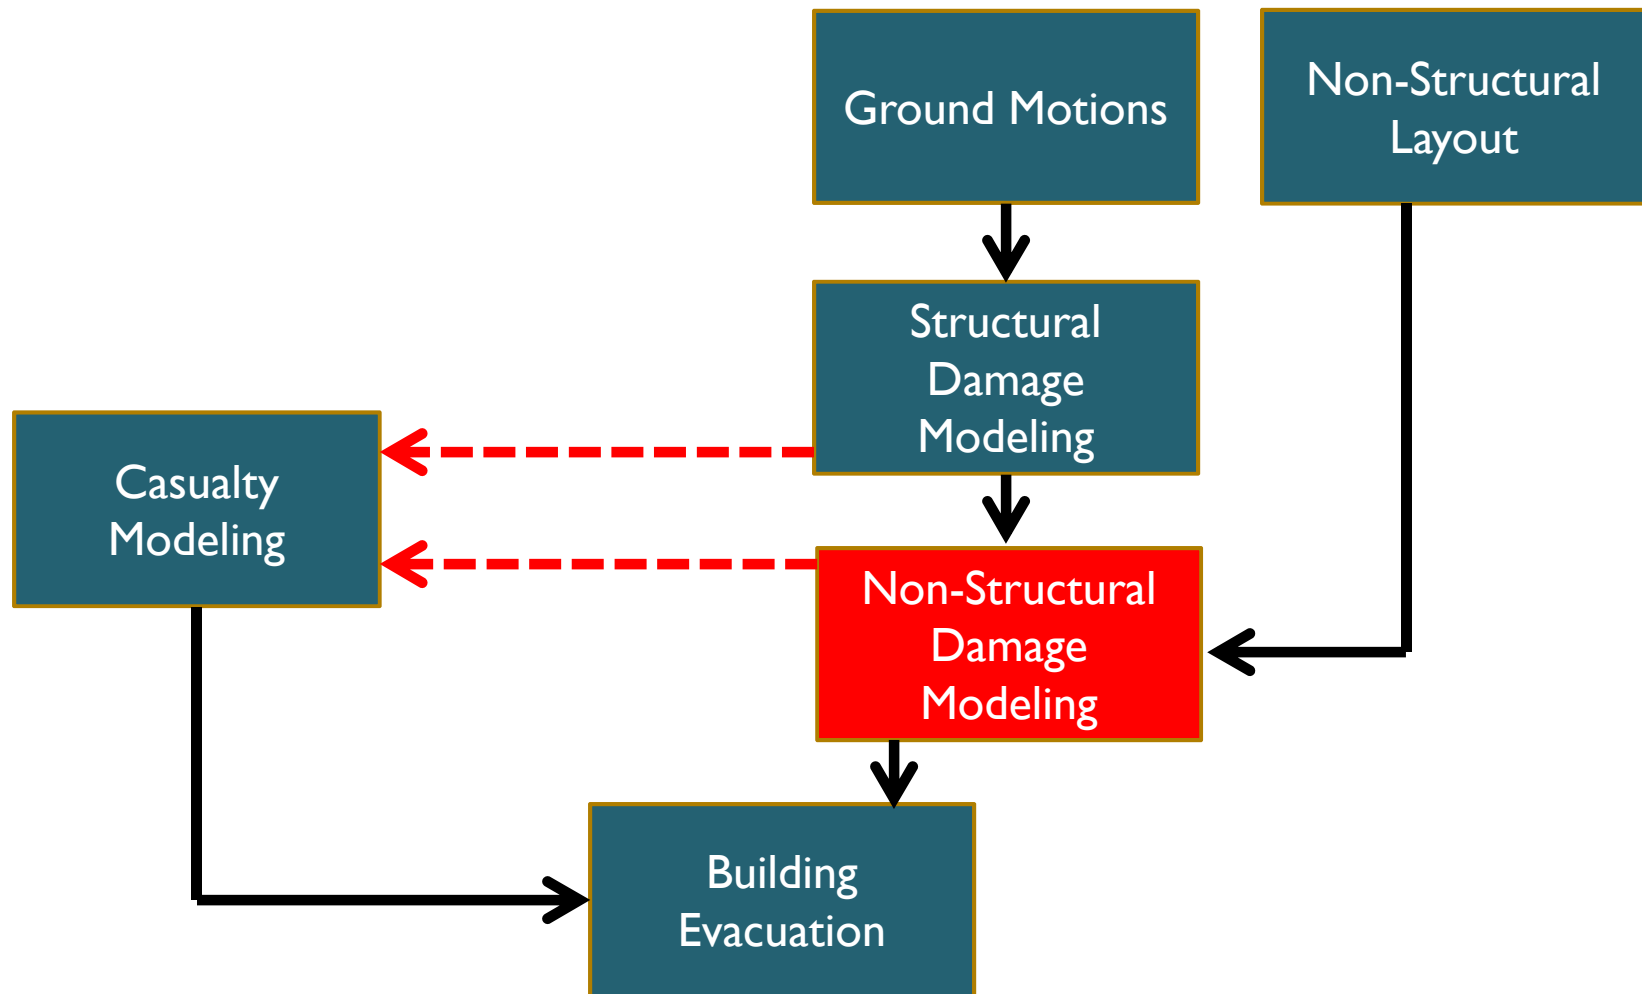 Ground Motions
Non-Structural
Layout
Structural
Damage
Modeling
Casualty
Modeling
Non-Structural
Damage
Modeling
Building
Evacuation